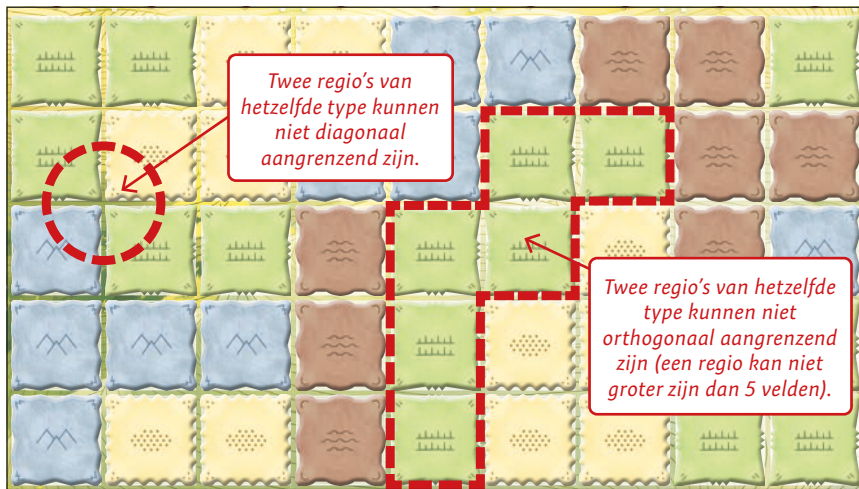 Twee regio's van
hetzelfde type kunnen
niet diagonaal
aangrenzend zijn.
Twee regio's van hetzelfde
type kunnen niet
orthogonaal aangrenzend
zijn (een regio kan niet
groter zijn dan 5 velden).